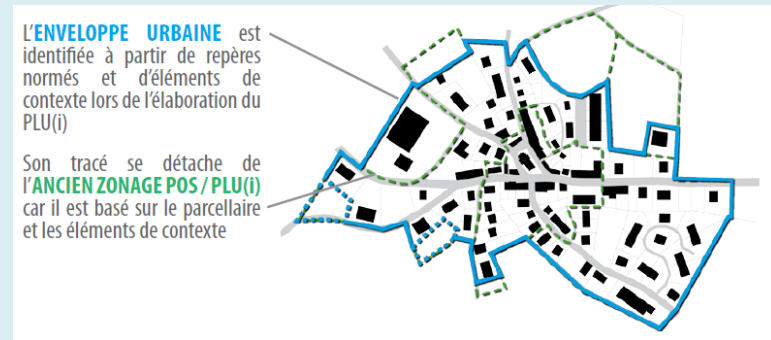 L'ENVELOPPE URBAINE est
identifiée à partir de repères
normés et d'éléments de
contexte lors de l'élaboration du
PLU(i)
Son tracé se détache de
l'ANCIEN ZONAGE POS / PLU(i)
car il est basé sur le parcellaire
et les éléments de contexte